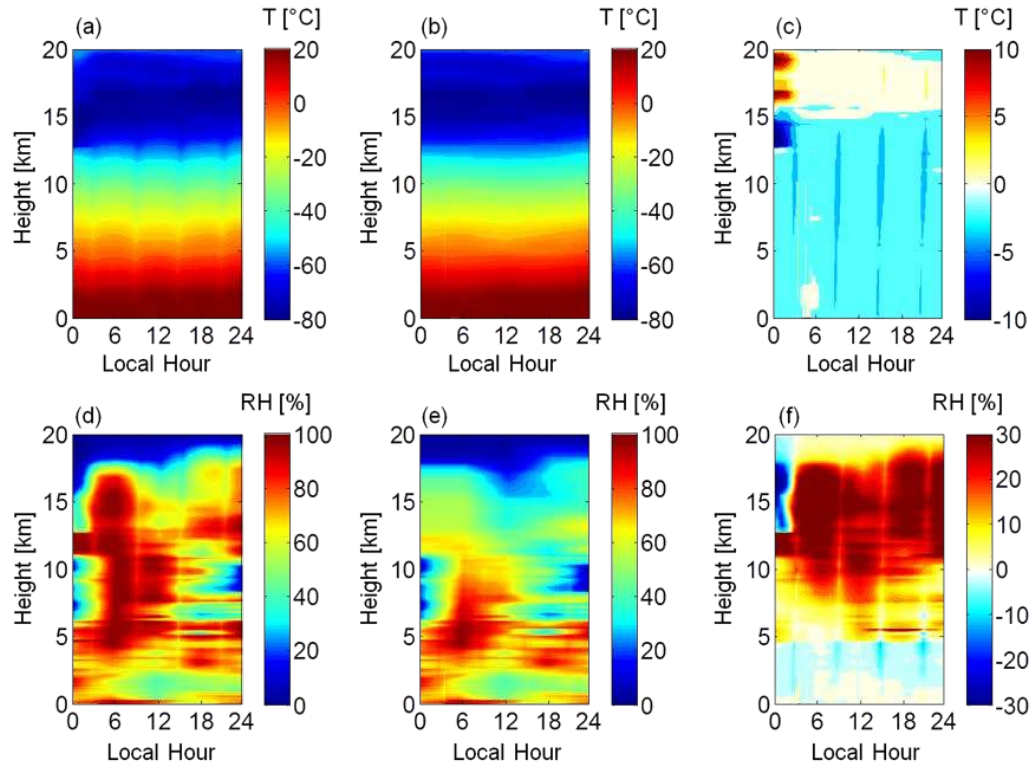 (a) T [°C] (b) T [°C] (c) T [°C]
20 20 20 20 20 10
15 0 15 0 15 5
10 -20 10 -20 10 0
-40 -40
5 -60 5 -60 5 -5
0 -80 0 -80 0 -10
0 6 12 18 24 0 6 12 18 24 0 6 12 18 24
Height [km] Height [km] Height [km]
Local Hour Local Hour Local Hour
(d) RH [%] (e) RH [%] (f) RH [%]
20 100 20 100 20 30
80 80 20
15 15 15
60 60 10
10 10 10 0
40 40 -10
5 5 5
20 20 -20
0 0 0 0 0 -30
0 6 12 18 24 0 6 12 18 24 0 6 12 18 24
Height [km] Height [km] Height [km]
Local Hour Local Hour Local Hour